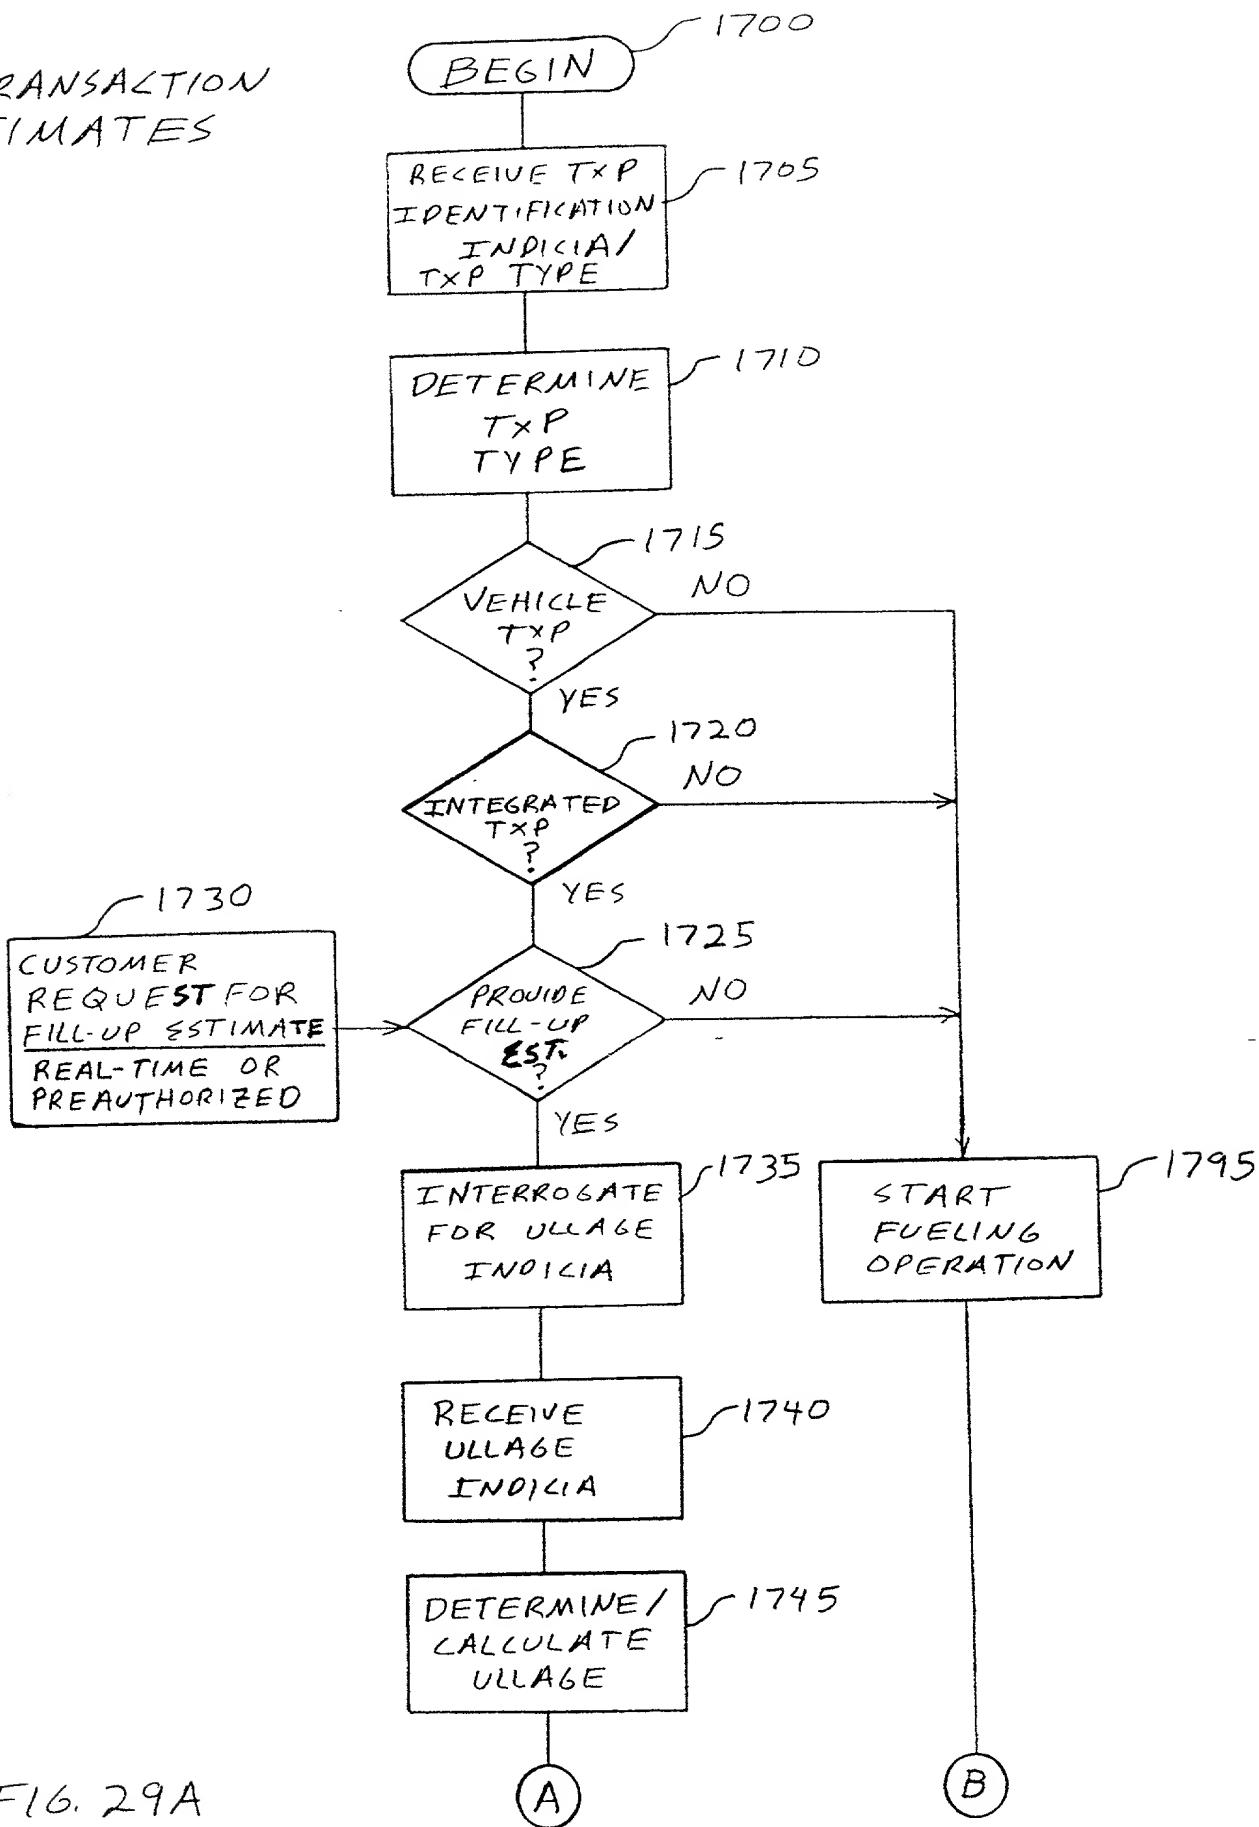 RANSACTION
TIMATES
BEGIN
1700
RECEIVE TXP
IDENTIFICATION
INDICIA/
TXP TYPE
1705
DETERMINE
TXP
TYPE
1710
1715
VEHICLE
TXP
?
NO
YES
1720
INTEGRATED
TXP
?
NO
YES
1730
CUSTOMER
REQUEST FOR
FILL-UP ESTIMATE
REAL-TIME OR
PREAUTHORIZED
1725
PROVIDE
FILL-UP
EST.
?
NO
YES
INTERROGATE
FOR ULLAGE
INDICIA
1735
START
FUELING
OPERATION
1795
RECEIVE
ULLAGE
INDICIA
1740
DETERMINE/
CALCULATE
ULLAGE
1745
FIG. 29A
A
B